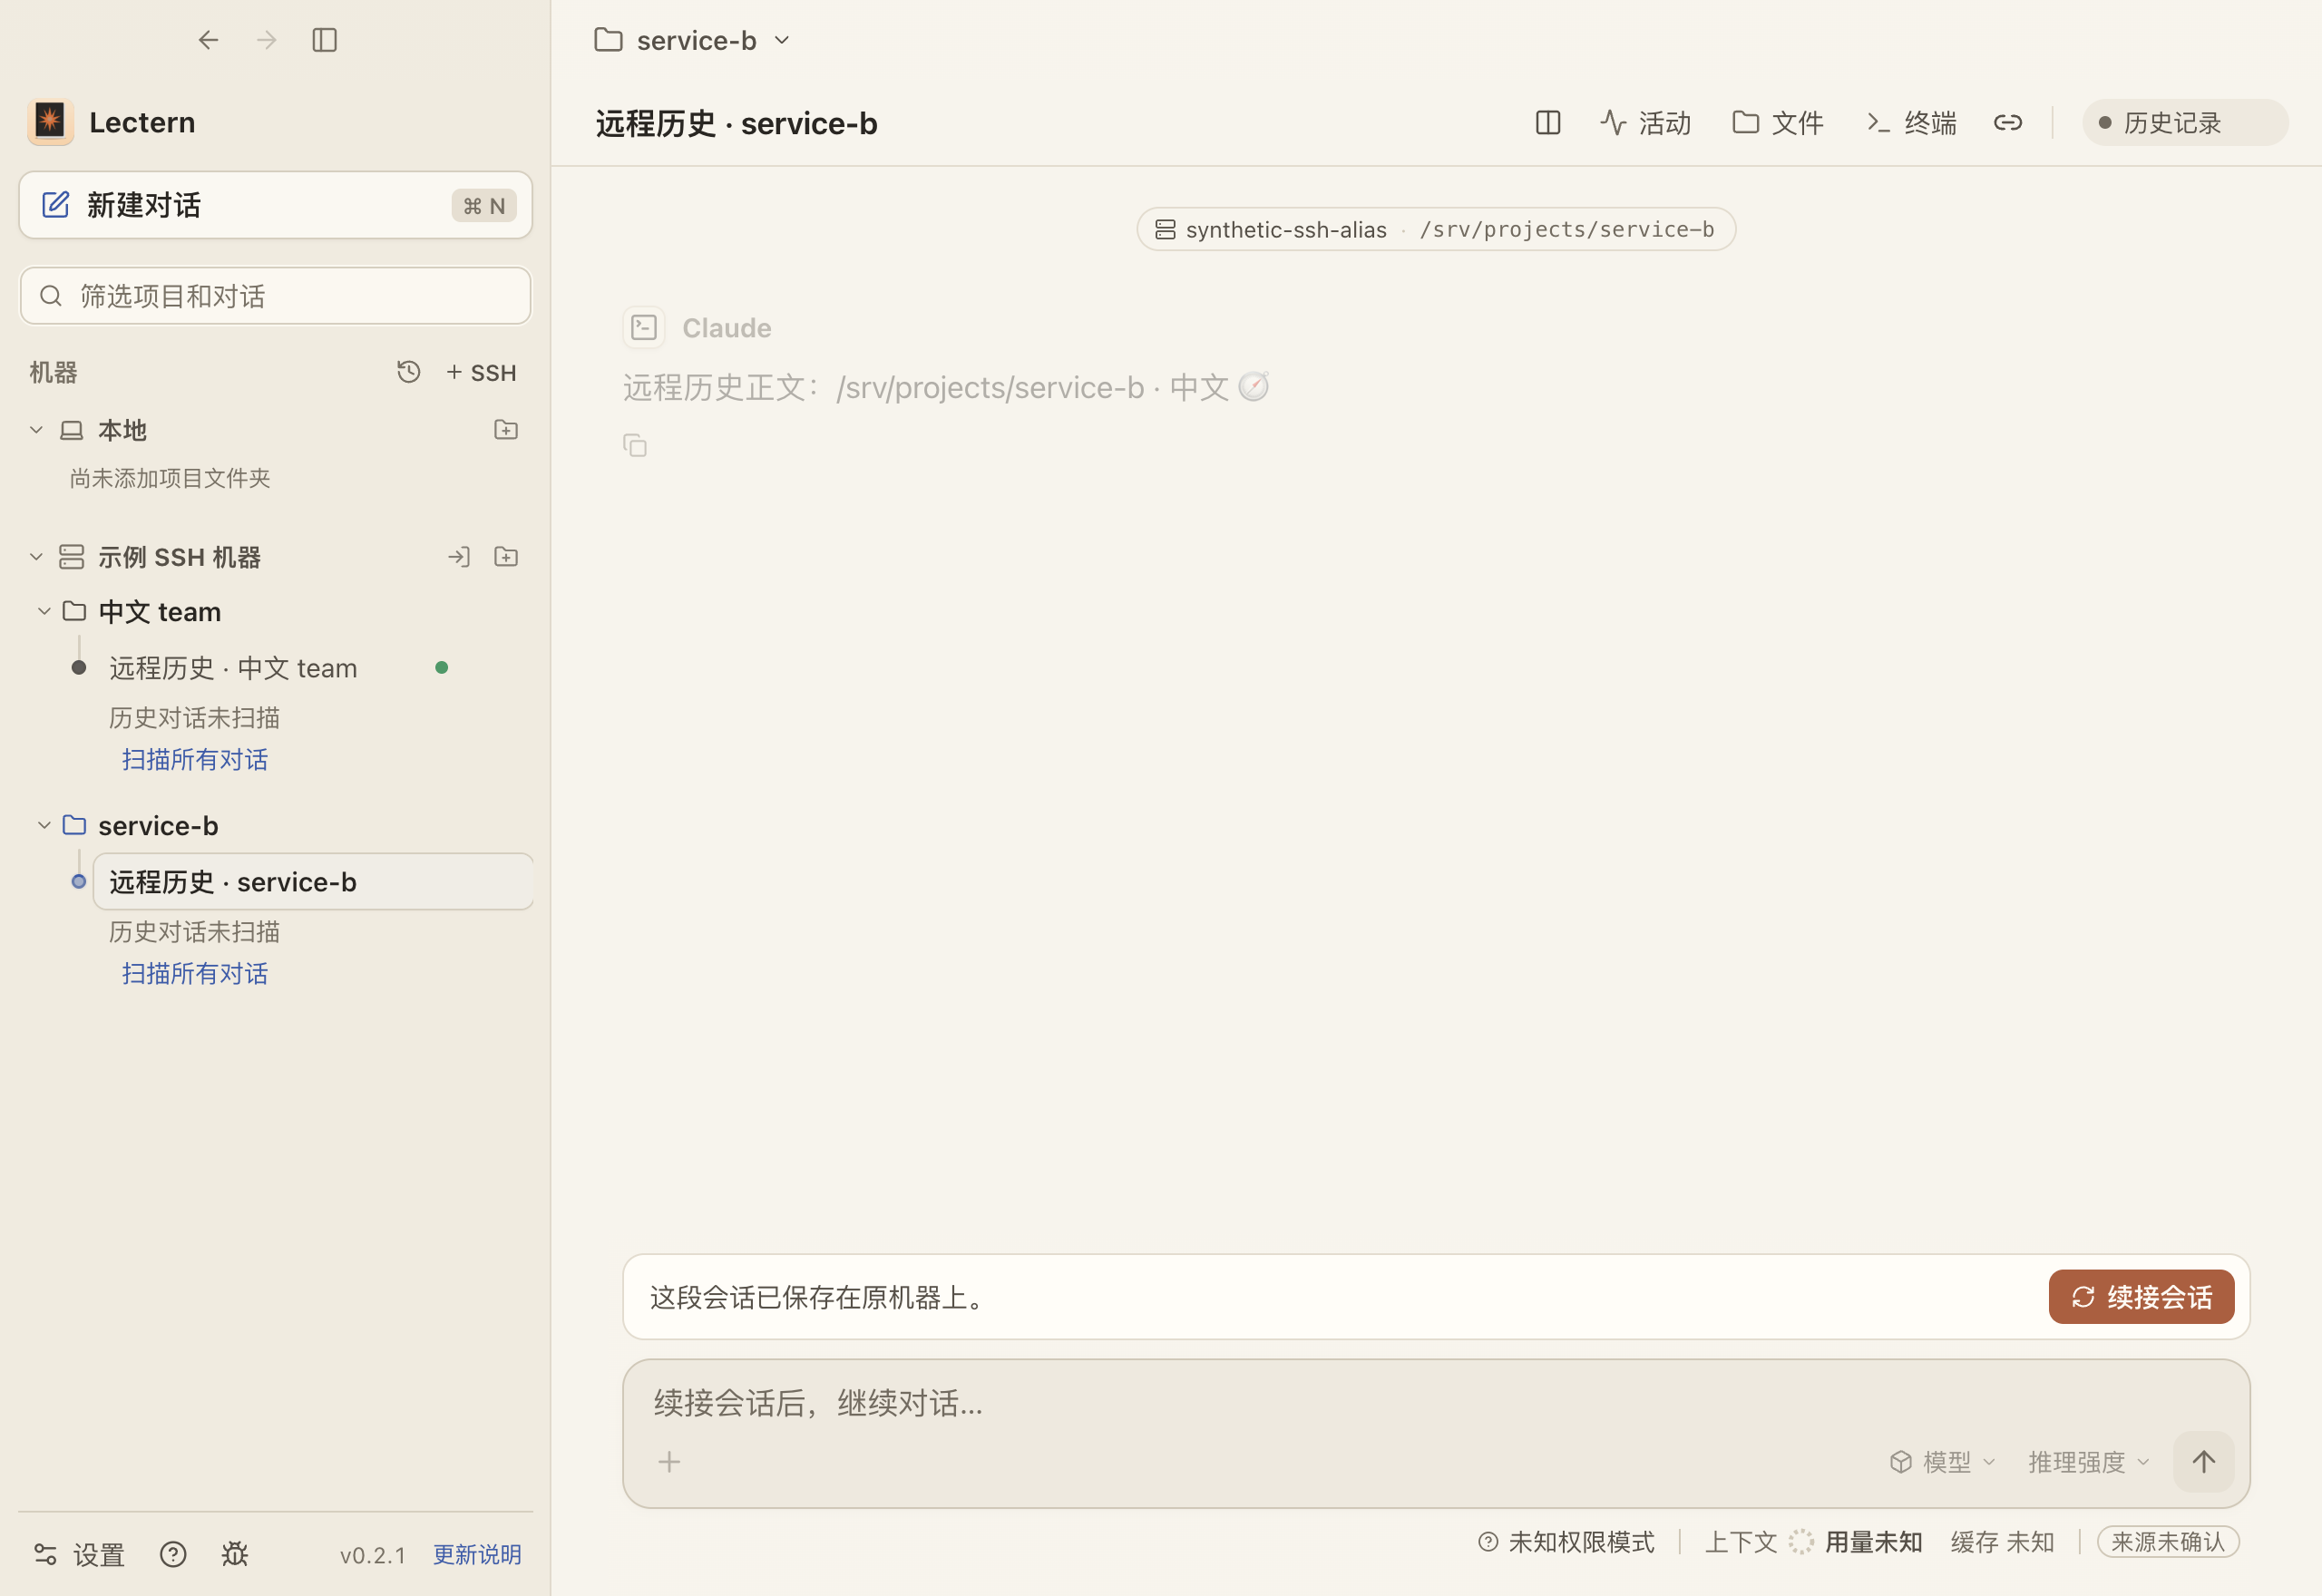 service-b
Lectern
远程历史 · service-b
活动
文件
终端
历史记录
新建对话
⌘ N
synthetic-ssh-alias · /srv/projects/service-b
筛选项目和对话
Claude
机器
+ SSH
远程历史正文：/srv/projects/service-b · 中文 🧭
本地
尚未添加项目文件夹
示例 SSH 机器
中文 team
远程历史 · 中文 team
历史对话未扫描
扫描所有对话
service-b
远程历史 · service-b
历史对话未扫描
扫描所有对话
这段会话已保存在原机器上。
续接会话
续接会话后，继续对话...
模型
推理强度
未知权限模式
上下文
用量未知
缓存 未知
来源未确认
设置
v0.2.1
更新说明